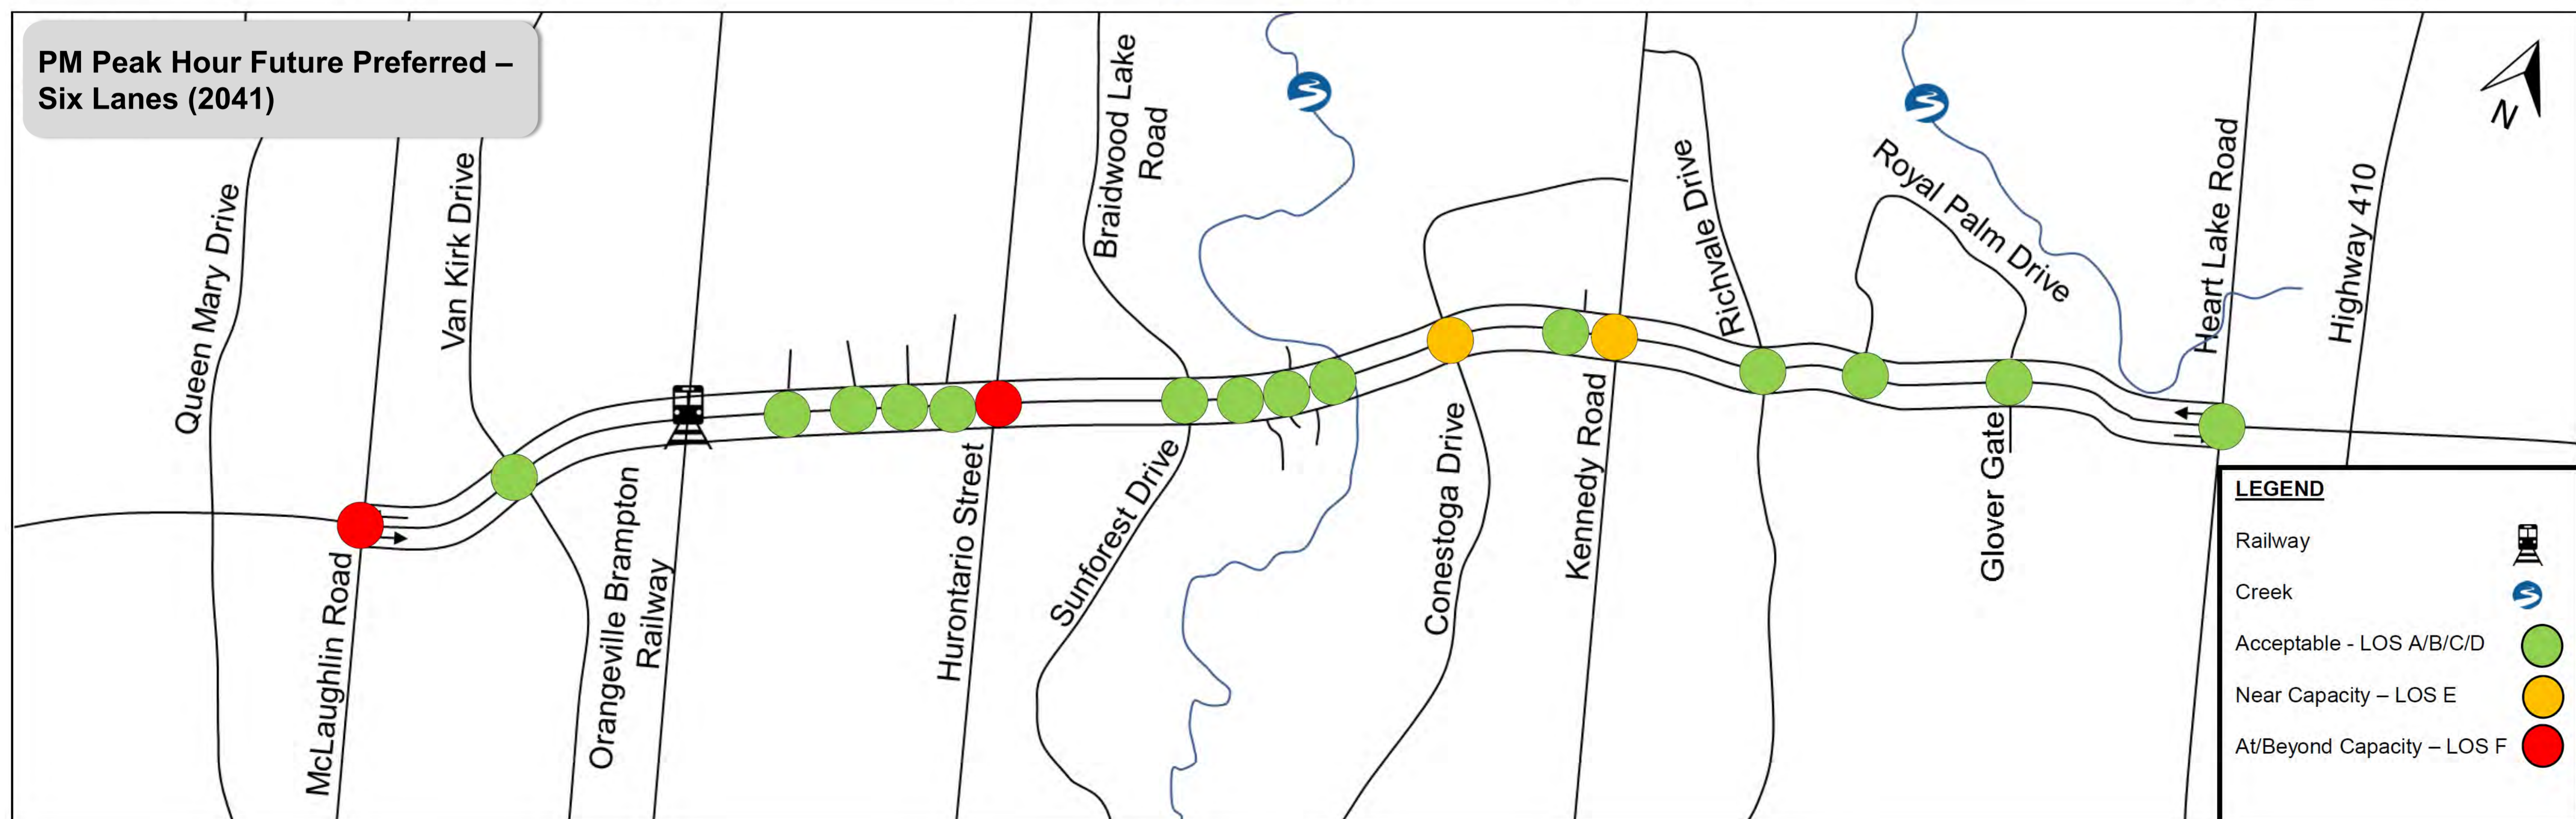 PM Peak Hour Future Preferred –
Six Lanes (2041)
Queen Mary Drive
McLaughlin Road
Van Kirk Drive
Orangeville Brampton
Railway
Hurontario Street
Braidwood Lake
Road
Sunforest Drive
Conestoga Drive
Kennedy Road
Richvale Drive
Royal Palm Drive
Glover Gate
Heart Lake Road
Highway 410
N
LEGEND
Railway
Creek
Acceptable - LOS A/B/C/D
Near Capacity – LOS E
At/Beyond Capacity – LOS F